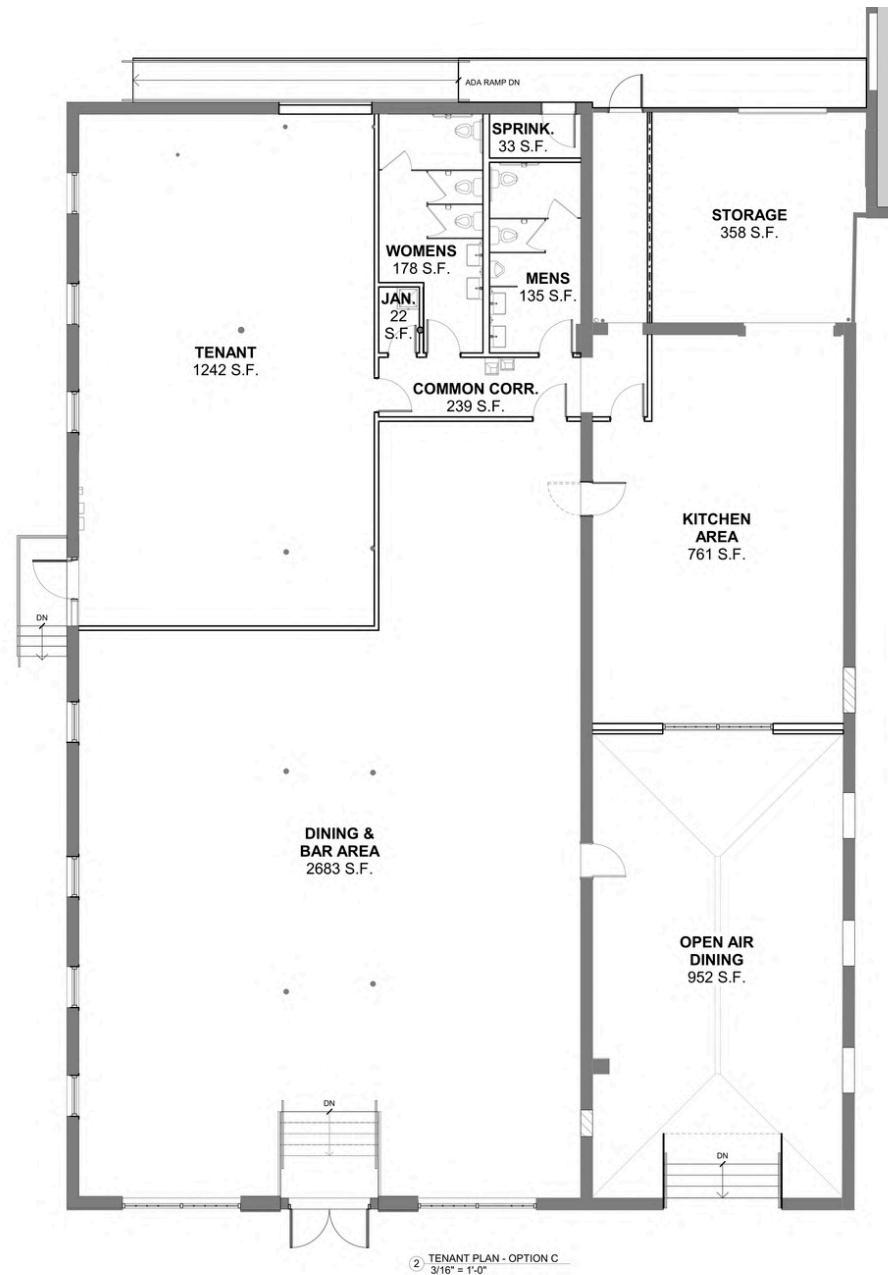 ADA RAMP DN
SPRINK.
33 S.F.
STORAGE
358 S.F.
WOMENS
178 S.F.
MENS
135 S.F.
JAN.
22
S.F.
TENANT
1242 S.F.
COMMON CORR.
239 S.F.
KITCHEN
AREA
761 S.F.
DN
DINING &
BAR AREA
2683 S.F.
OPEN AIR
DINING
952 S.F.
DN
DN
2 TENANT PLAN - OPTION C
3/16" = 1'-0"